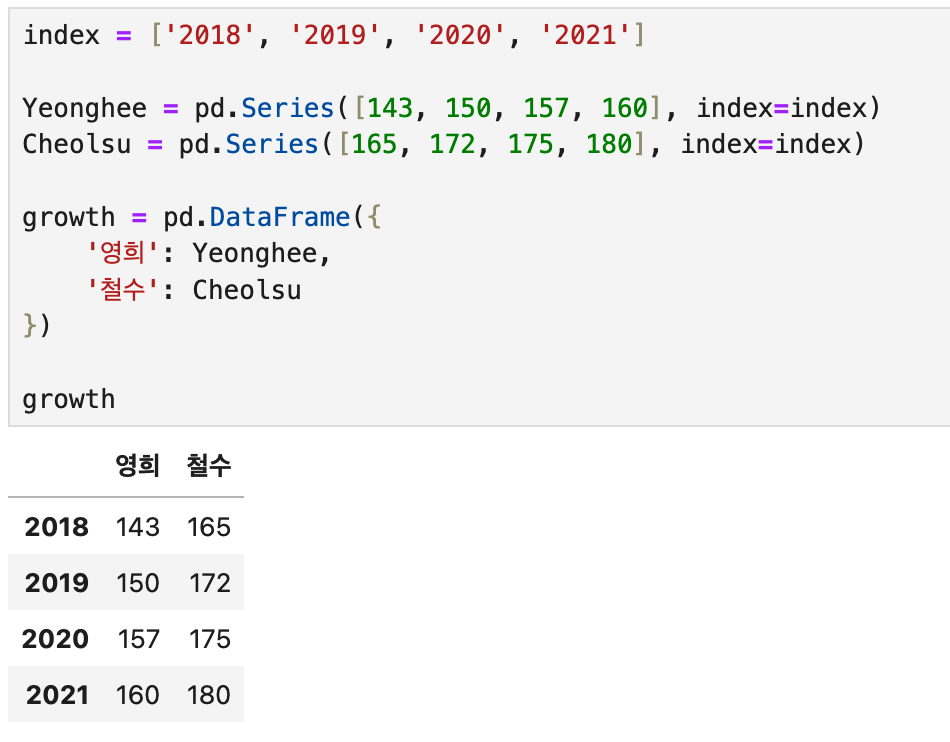 index = ['2018', '2019', '2020', '2021']
Yeonghee = pd.Series([143, 150, 157, 160], index=index)
Cheolsu = pd.Series([165, 172, 175, 180], index=index)
growth = pd.DataFrame({
    '영희': Yeonghee,
    '철수': Cheolsu
})
growth
영희 철수
2018 143 165
2019 150 172
2020 157 175
2021 160 180